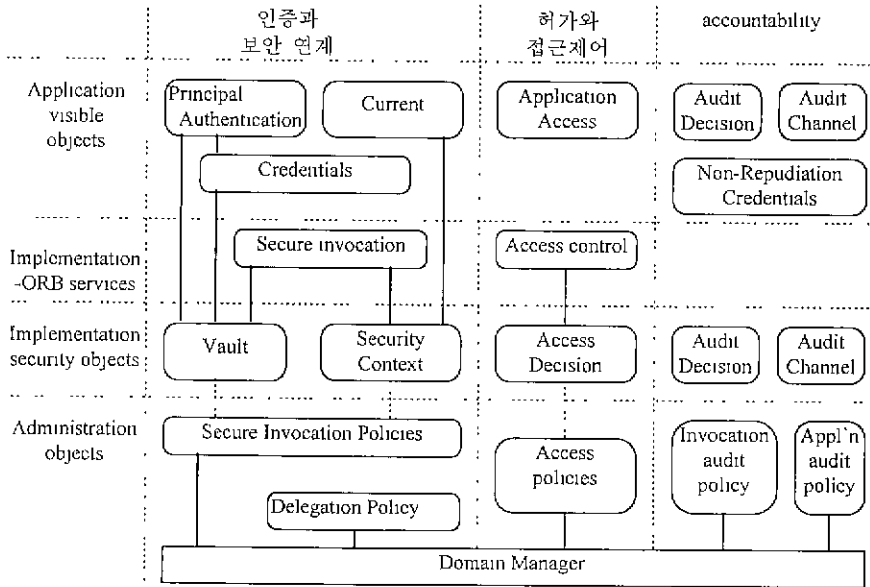 인증과
보안 연계
허가와
접근제어
accountability
Application
visible
objects
Principal
Authentication
Current
Application
Access
Audit
Decision
Audit
Channel
Credentials
Non-Repudiation
Credentials
Implementation
-ORB services
Secure invocation
Access control
Implementation
security objects
Vault
Security
Context
Access
Decision
Audit
Decision
Audit
Channel
Administration
objects
Secure Invocation Policies
Access
policies
Invocation
audit
policy
Appl'n
audit
policy
Delegation Policy
Domain Manager